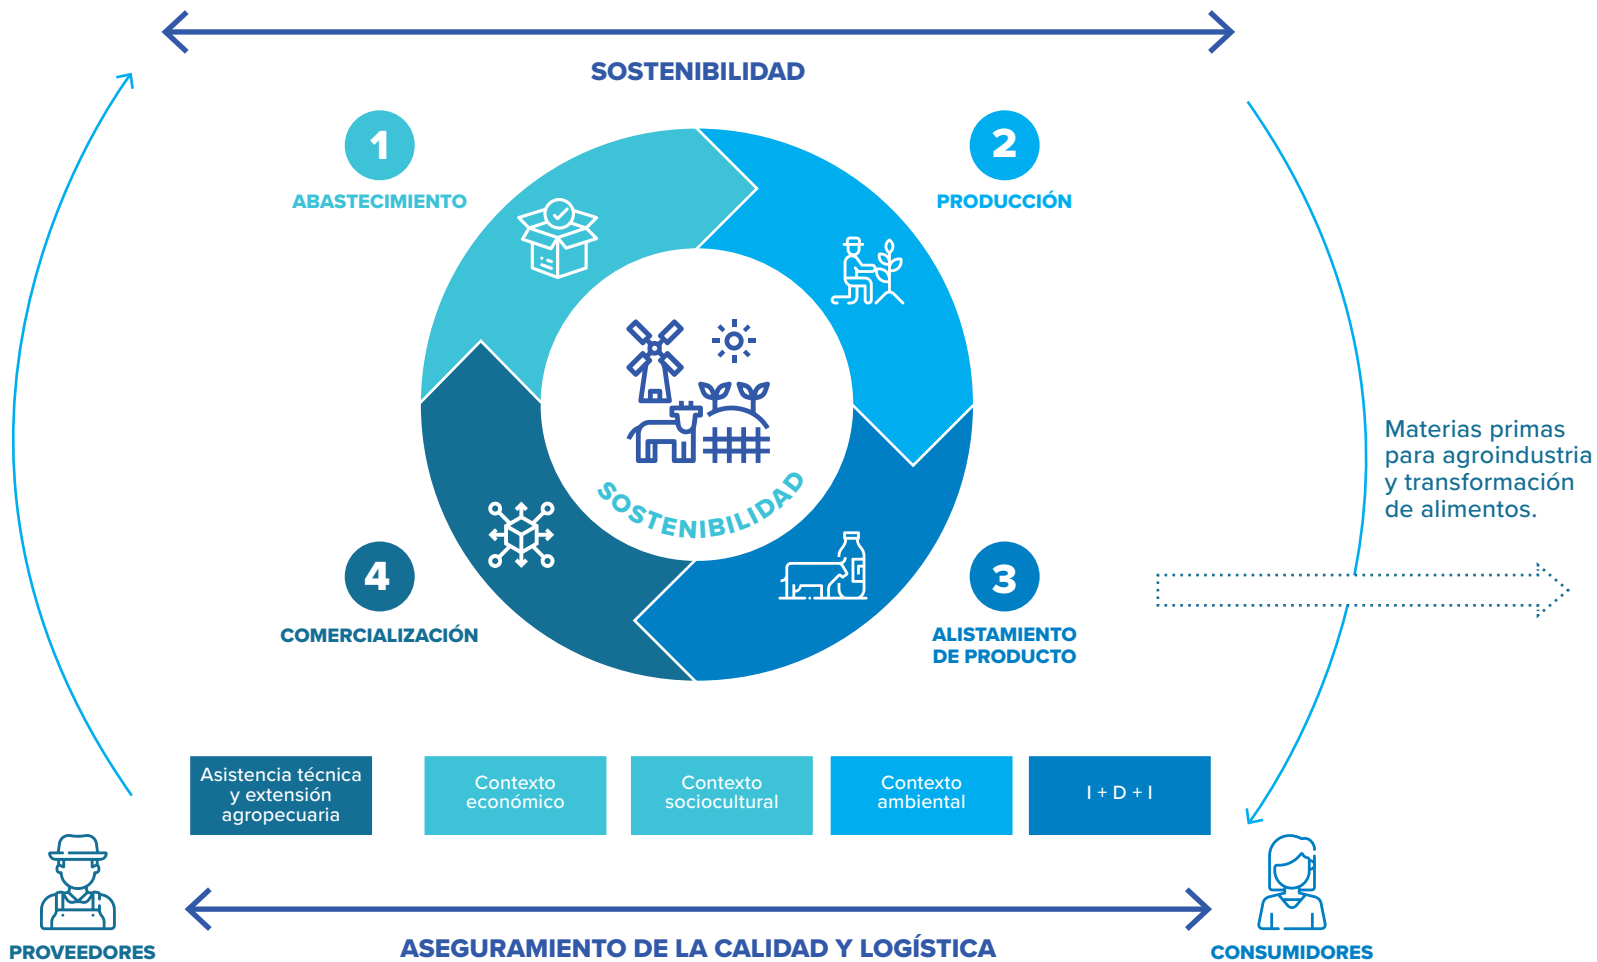 SOSTENIBILIDAD
1
ABASTECIMIENTO
2
PRODUCCIÓN
SOSTENIBILIDAD
Materias primas
para agroindustria
y transformación
de alimentos.
4
COMERCIALIZACIÓN
3
ALISTAMIENTO
DE PRODUCTO
Asistencia técnica
y extensión
agropecuaria
Contexto
económico
Contexto
sociocultural
Contexto
ambiental
I + D + I
PROVEEDORES
ASEGURAMIENTO DE LA CALIDAD Y LOGÍSTICA
CONSUMIDORES